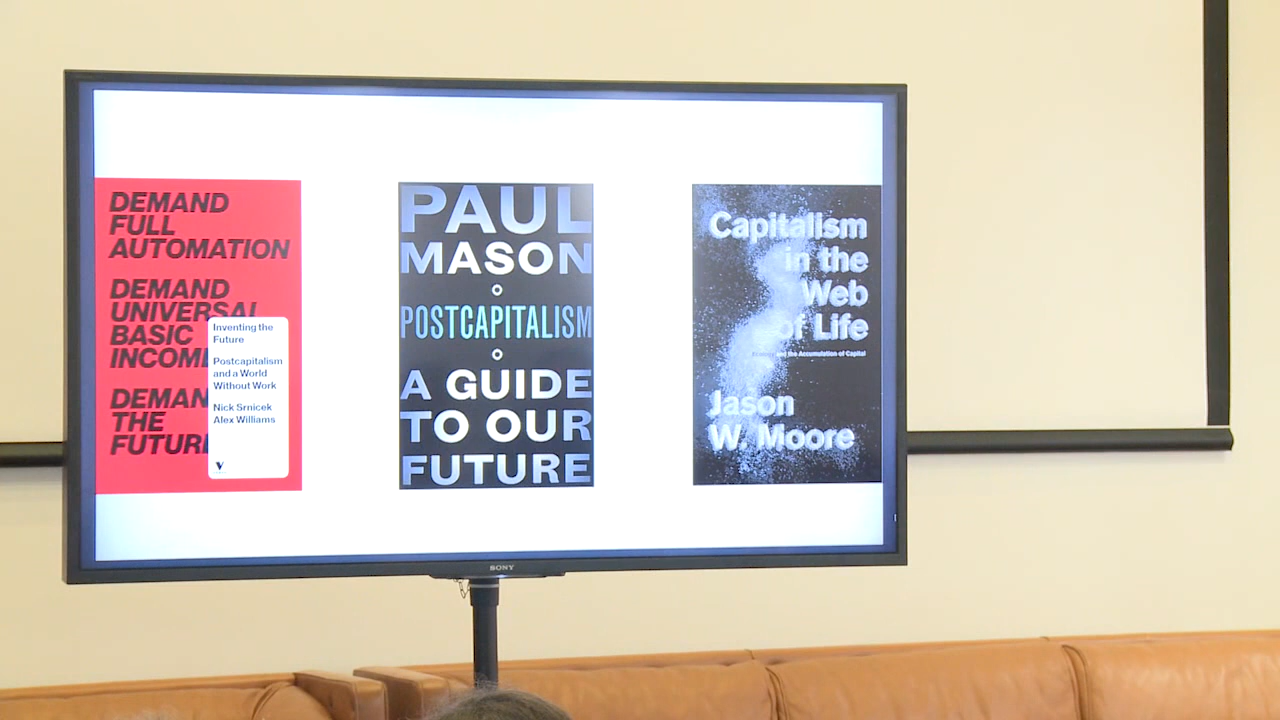 DEMAND
FULL
AUTOMATION
DEMAND
UNIVERSAL
BASIC
INCOME
DEMAN
THE
FUTURE
Inventing the
Future
Postcapitalism
and a World
Without Work
Nick Srnicek
Alex Williams
V
PAUL
MASON
POSTCAPITALISM
A GUIDE
TO OUR
FUTURE
Capitalism
in the
Web
of Life
and the Accumulation of Capital
Jason
W. Moore
SONY